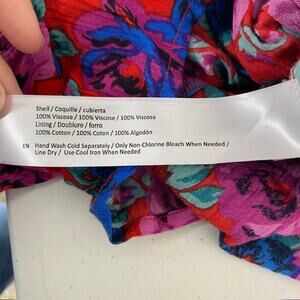 Shell / Coquille / cubierta
100% Viscose / 100% Viscose / 100% Viscosa
Lining / Doublure / forro
100% Cotton / 100% Coton / 100% Algodón
EN Hand Wash Cold Separately / Only Non-Chlorine Bleach When Needed /
Line Dry / Use Cool Iron When Needed